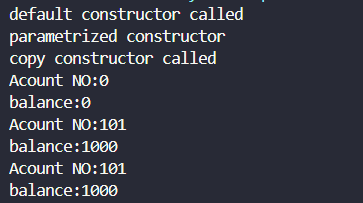 default constructor called
parametrized constructor
copy constructor called
Acount NO:0
balance:0
Acount NO:101
balance:1000
Acount NO:101
balance:1000